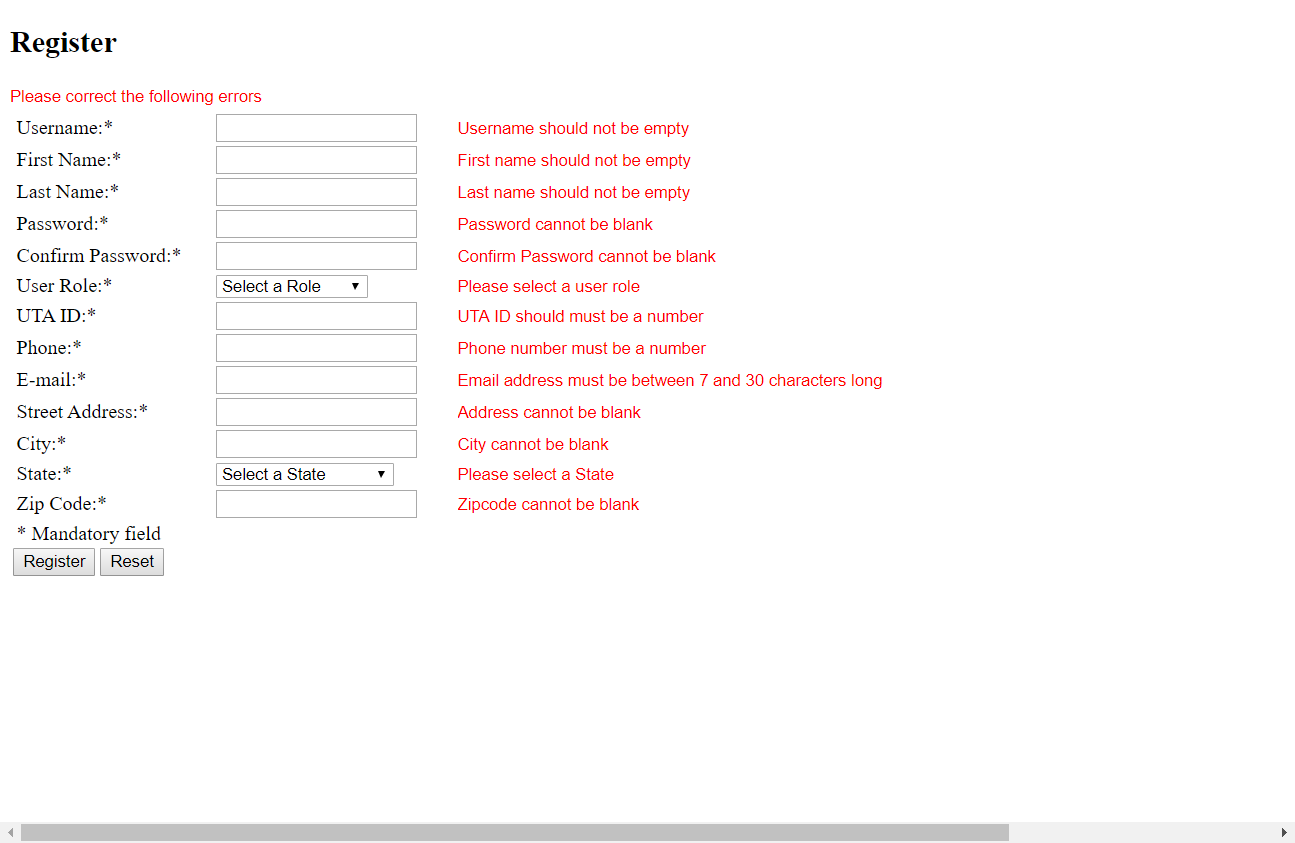 Register
Please correct the following errors
Username:* Username should not be empty
First Name:* First name should not be empty
Last Name:* Last name should not be empty
Password:* Password cannot be blank
Confirm Password:* Confirm Password cannot be blank
User Role:* Select a Role Please select a user role
UTA ID:* UTA ID should must be a number
Phone:* Phone number must be a number
E-mail:* Email address must be between 7 and 30 characters long
Street Address:* Address cannot be blank
City:* City cannot be blank
State:* Select a State Please select a State
Zip Code:* Zipcode cannot be blank
* Mandatory field
Register Reset